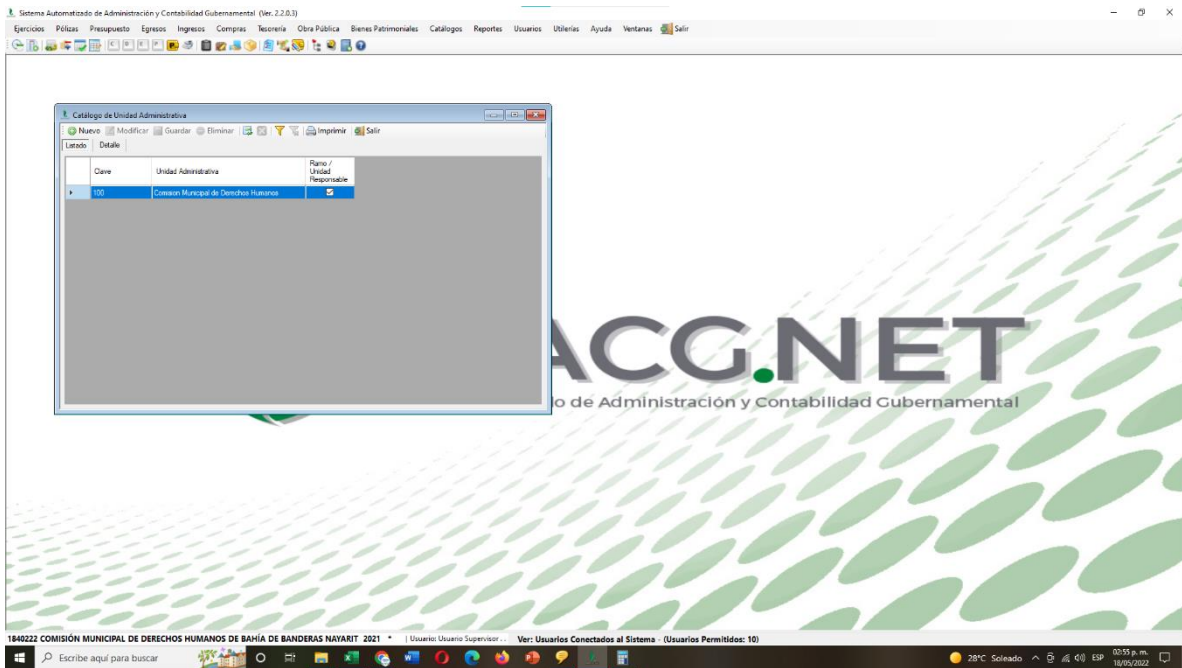 Sistema Automatizado de Administración y Contabilidad Gubernamental (Ver. 2.2.0.3)
Ejercicios Pólizas Presupuesto Egresos Ingresos Compras Tesorería Obra Pública Bienes Patrimoniales Catálogos Reportes Usuarios Utilerías Ayuda Ventanas Salir
Catálogo de Unidad Administrativa
Nuevo Modificar Guardar Eliminar Imprimir Salir
Listado Detalle
Clave Unidad Administrativa Ramo / Unidad Responsable
100 Comision Municipal de Derechos Humanos
ACG.NET
o de Administración y Contabilidad Gubernamental
1840222 COMISIÓN MUNICIPAL DE DERECHOS HUMANOS DE BAHÍA DE BANDERAS NAYARIT 2021 * | Usuario: Usuario Supervisor . . Ver: Usuarios Conectados al Sistema - (Usuarios Permitidos: 10)
Escribe aquí para buscar
28°C Soleado ESP 02:55 p. m.
18/05/2022